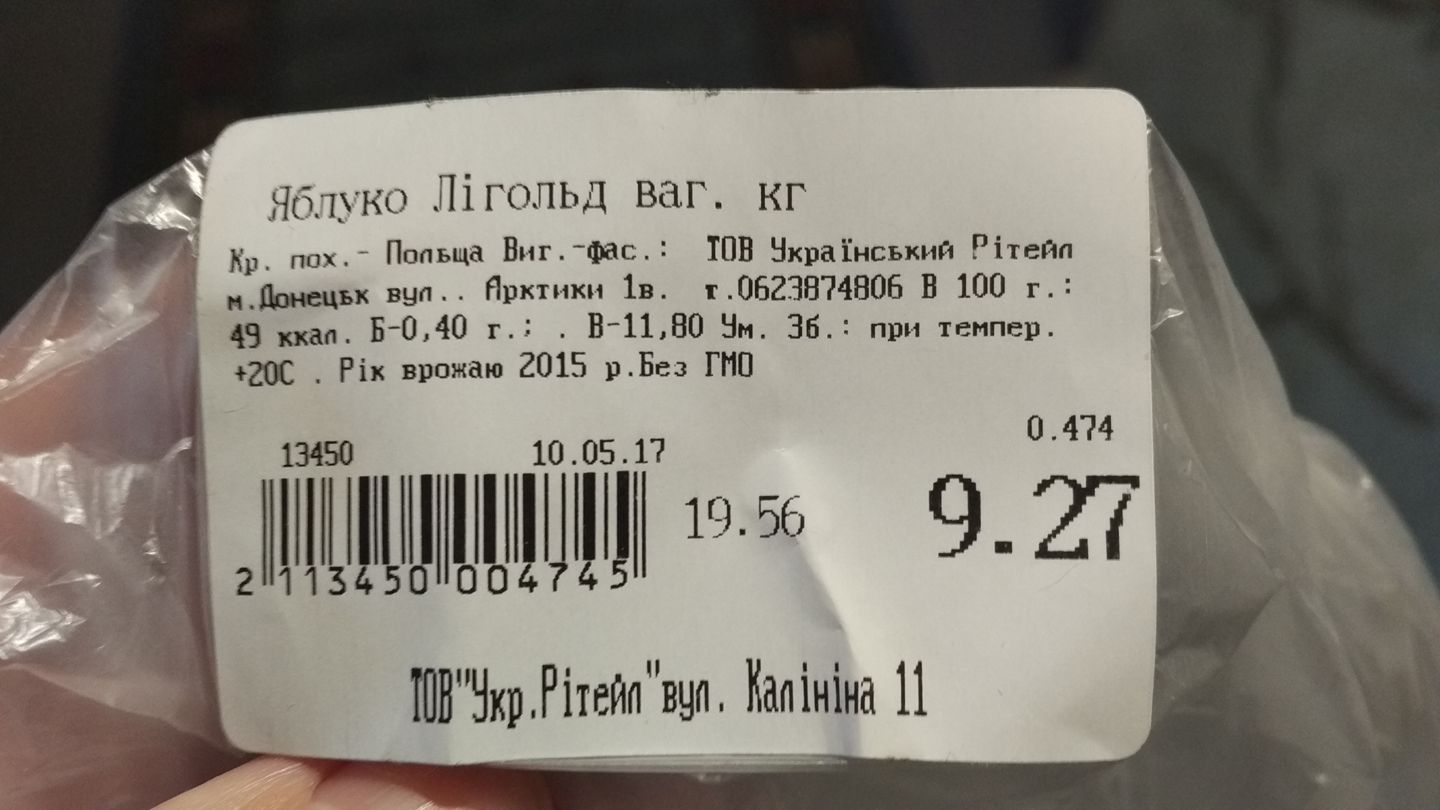 Яблуко Лігольд ваг. кг
Кр. пох.- Польща Виг.-фас.: ТОВ Український Рітейл
м.Донецьк вул.. Арктики 1в. т.0623874806 В 100 г.:
49 ккал. Б-0,40 г.; . В-11,80 Ум. Зб.: при темпер.
+20С . Рік врожаю 2015 р.Без ГМО
0.474
13450 10.05.17
19.56 9.27
2 113450 004745
ТОВ"Укр.Рітейл"вул. Калініна 11